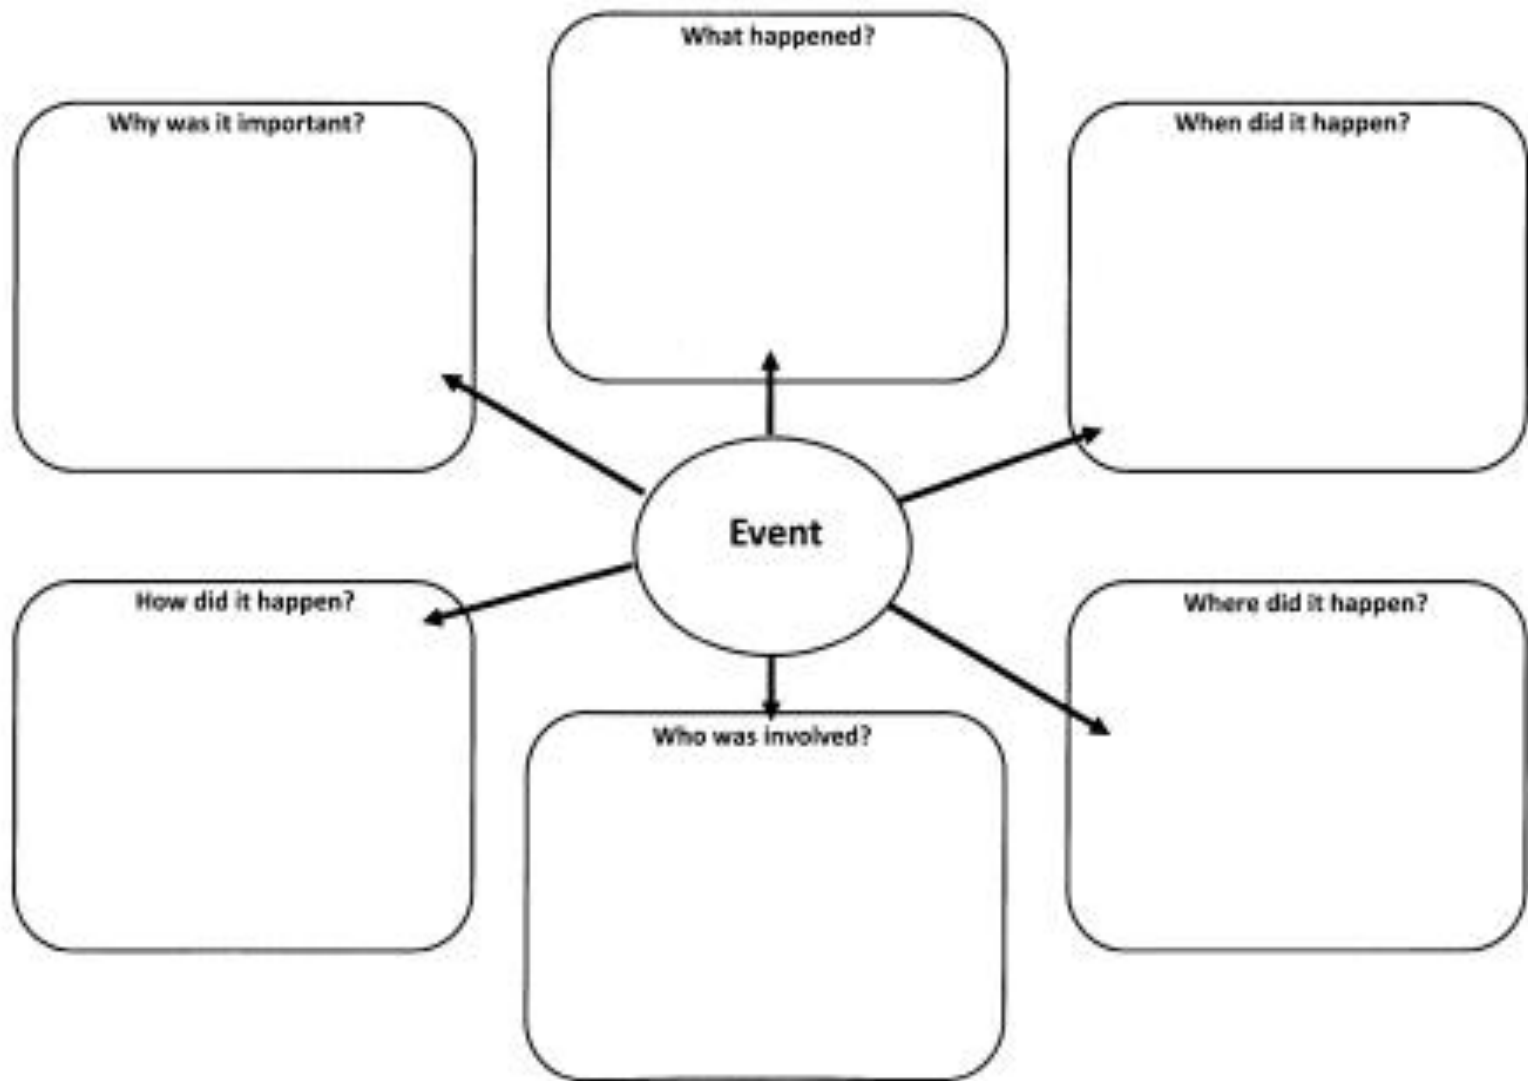 What happened?
Why was it important?
When did it happen?
Event
How did it happen?
Where did it happen?
Who was involved?